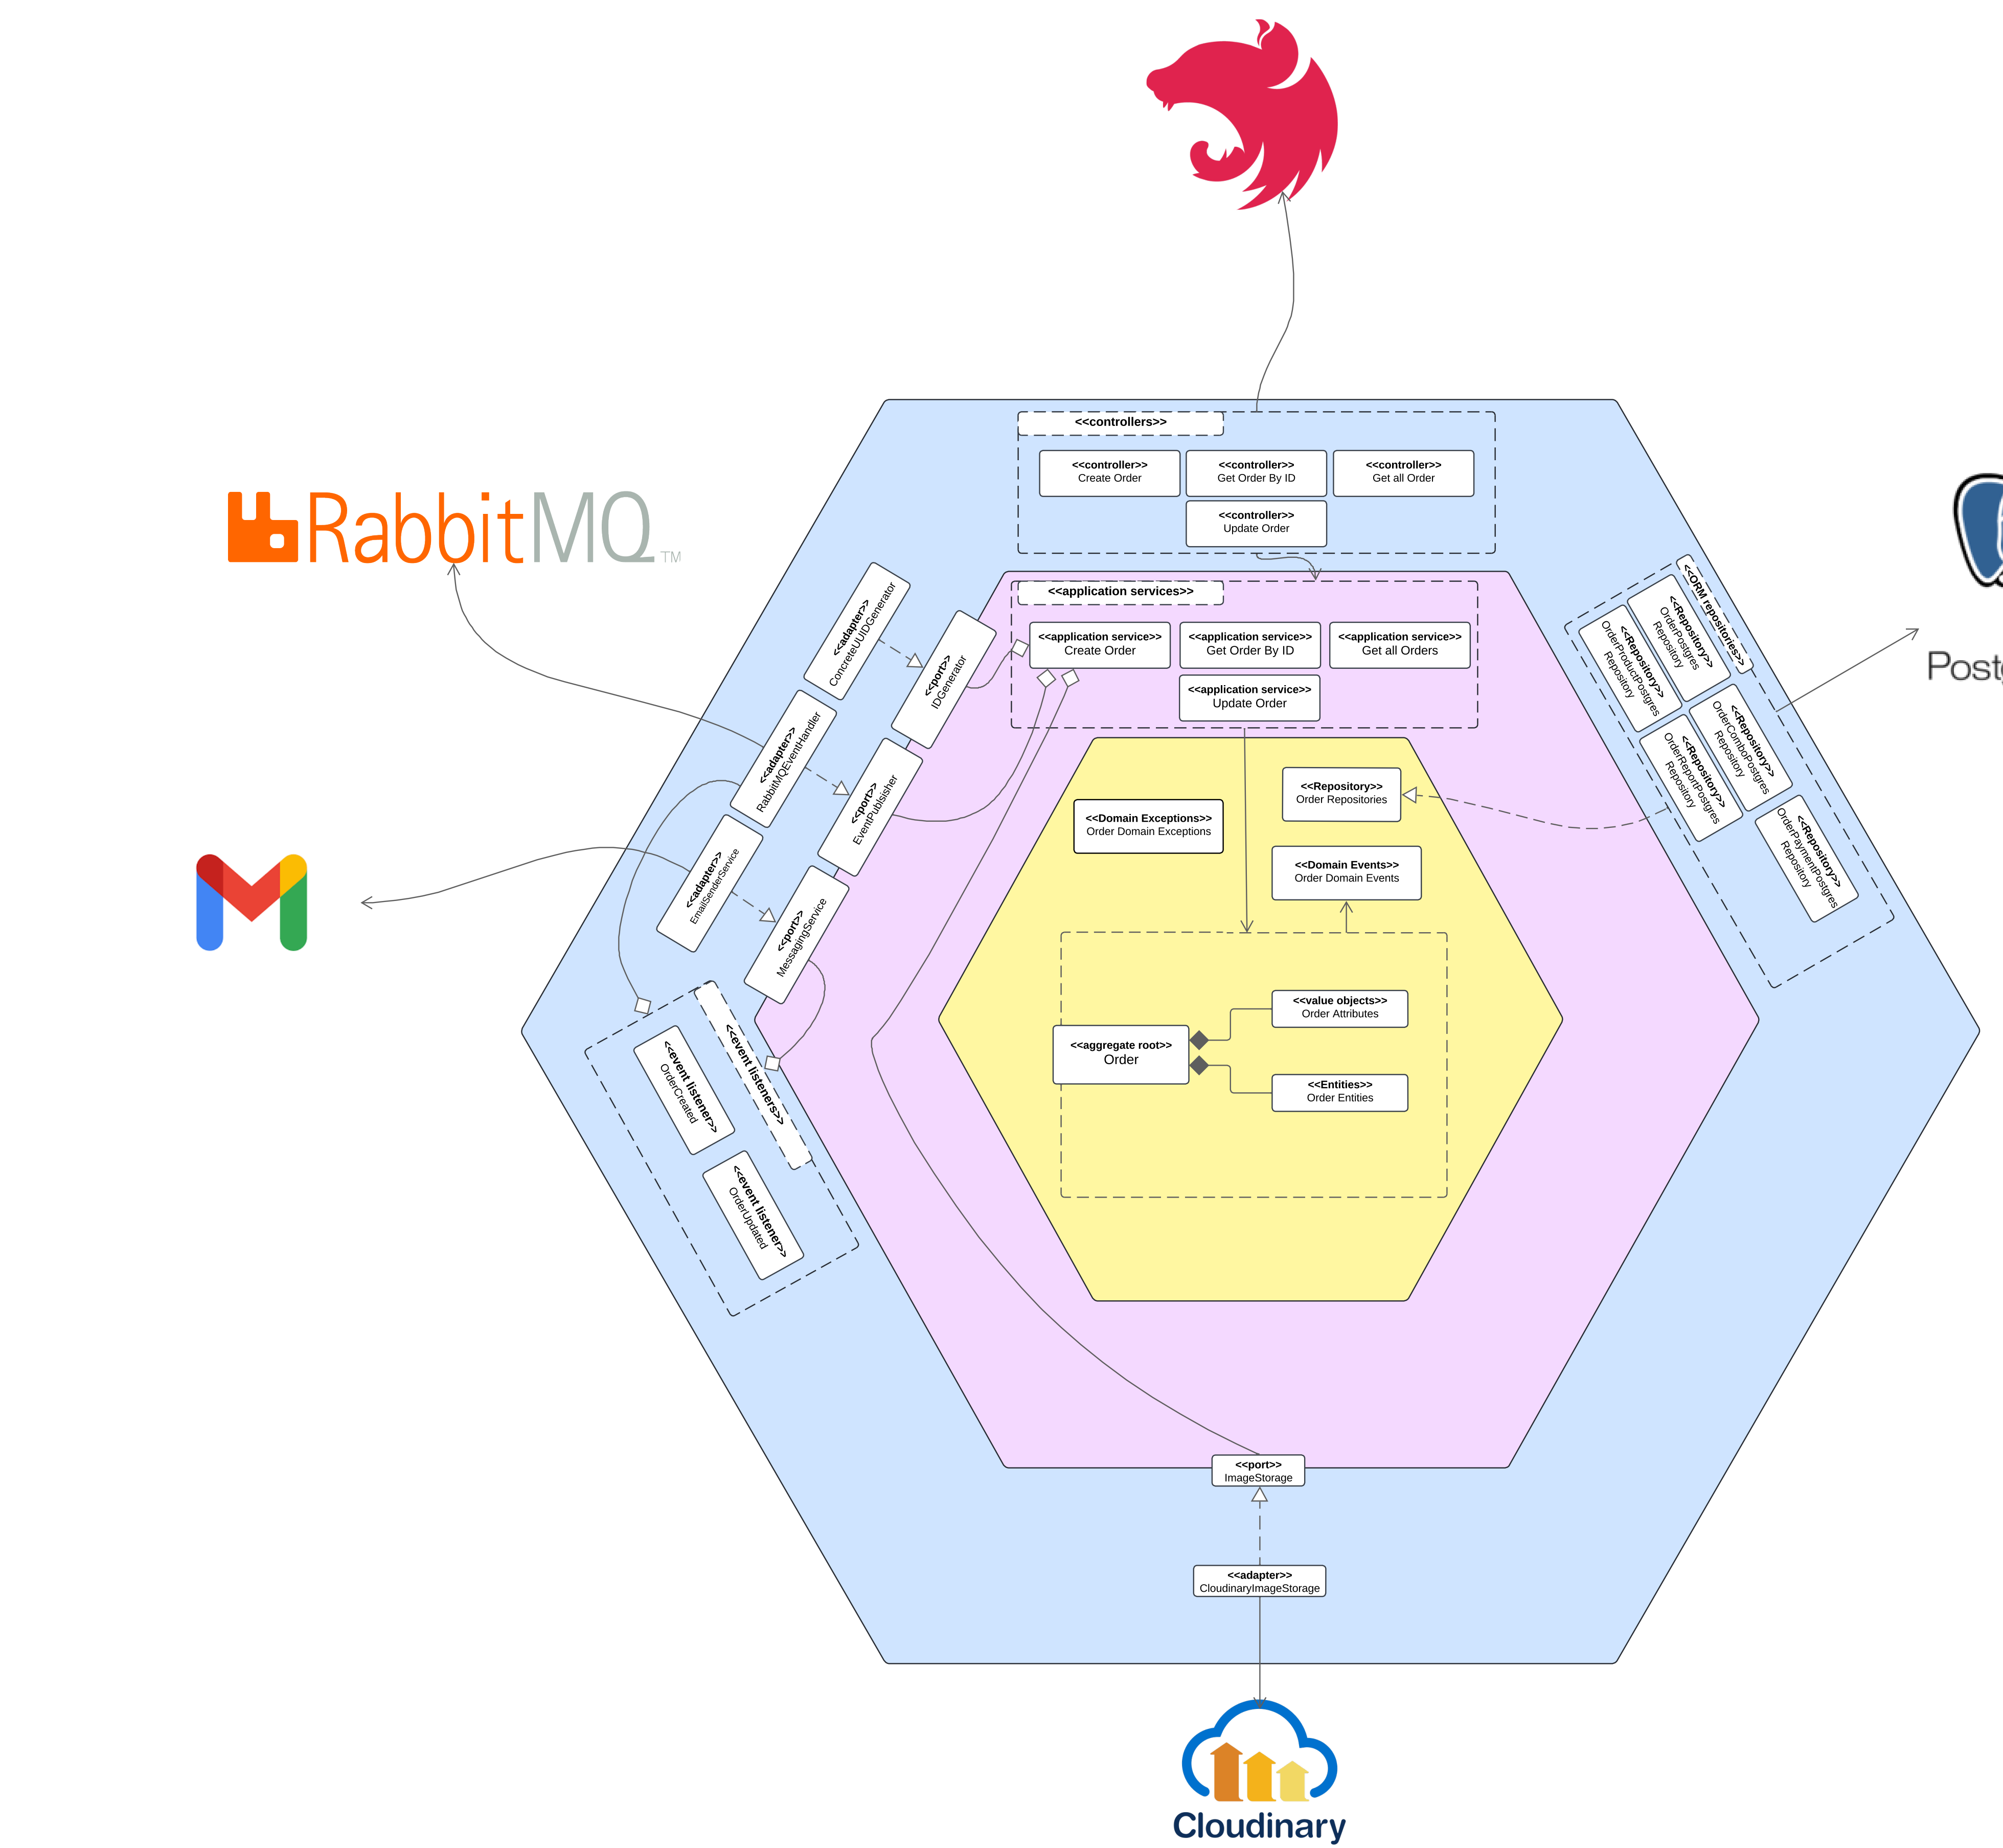 RabbitMQ TM
<<controllers>>
<<controller>>
Create Order
<<controller>>
Get Order By ID
<<controller>>
Get all Order
<<controller>>
Update Order
<<application services>>
<<application service>>
Create Order
<<application service>>
Get Order By ID
<<application service>>
Get all Orders
<<application service>>
Update Order
<<adapter>>
ConcreteUUIDGenerator
<<port>>
IDGenerator
<<adapter>>
RabbitMQEventHandler
<<port>>
EventPublsisher
<<adapter>>
EmailSenderService
<<port>>
MessagingService
<<ORM repositories>>
<<Repository>>
OrderPostgres
Repository
<<Repository>>
OrderProductPostgres
Repository
<<Repository>>
OrderComboPostgres
Repository
<<Repository>>
OrderReportPostgres
Repository
<<Repository>>
OrderPaymentPostgres
Repository
<<Repository>>
Order Repositories
<<Domain Exceptions>>
Order Domain Exceptions
<<Domain Events>>
Order Domain Events
<<value objects>>
Order Attributes
<<aggregate root>>
Order
<<Entities>>
Order Entities
<<event listeners>>
<<event listener>>
OrderCreated
<<event listener>>
OrderUpdated
<<port>>
ImageStorage
<<adapter>>
CloudinaryImageStorage
Cloudinary